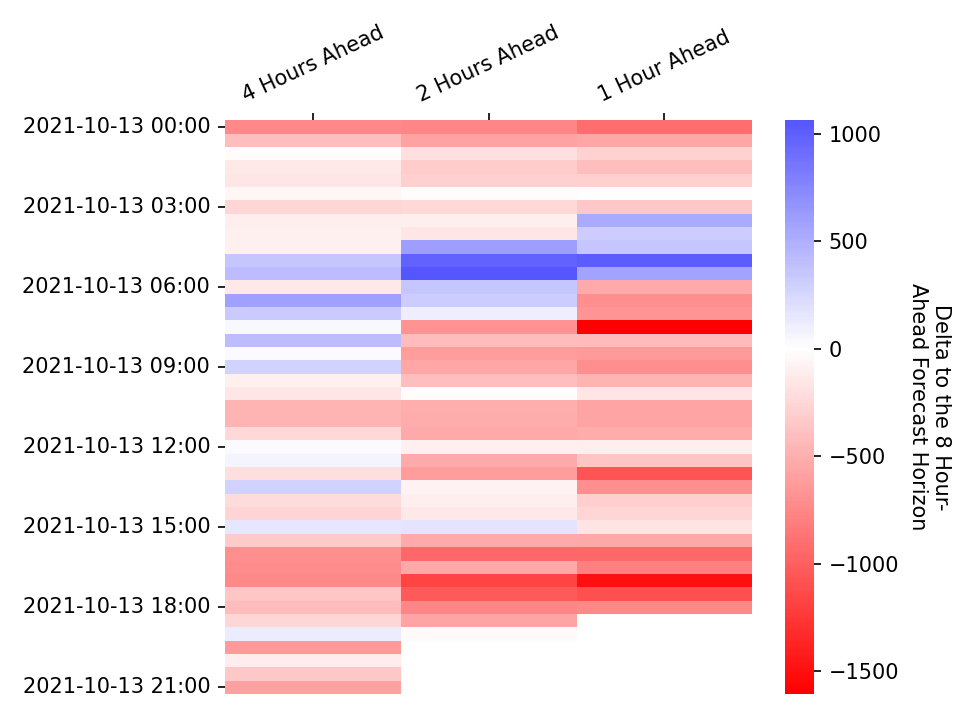 4 Hours Ahead
2 Hours Ahead
1 Hour Ahead
2021-10-13 00:00
2021-10-13 03:00
2021-10-13 06:00
2021-10-13 09:00
2021-10-13 12:00
2021-10-13 15:00
2021-10-13 18:00
2021-10-13 21:00
1000
500
0
−500
−1000
−1500
Delta to the 8 Hour-
Ahead Forecast Horizon